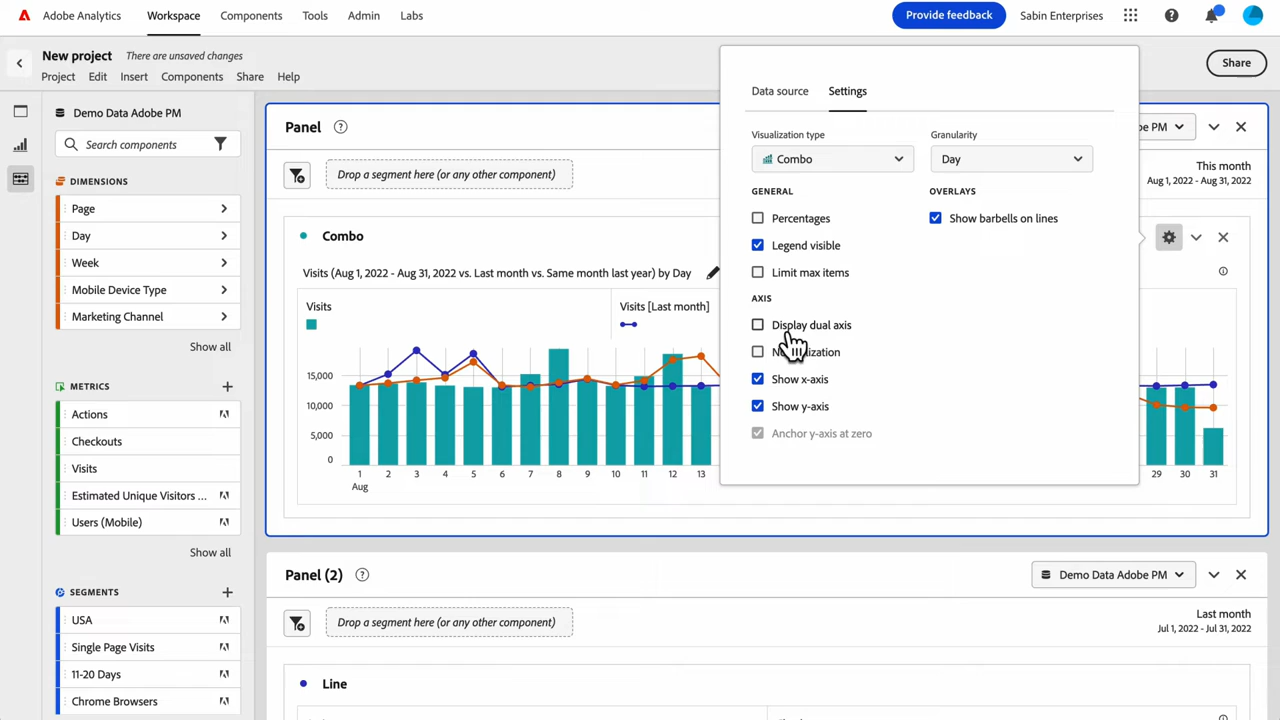 Adobe Analytics
Workspace
Components
Tools
Admin
Labs
Provide feedback
Sabin Enterprises
New project
There are unsaved changes
Project
Edit
Insert
Components
Share
Help
Share
Demo Data Adobe PM
Search components
DIMENSIONS
Page
Day
Week
Mobile Device Type
Marketing Channel
Show all
METRICS
Actions
Checkouts
Visits
Estimated Unique Visitors ...
Users (Mobile)
Show all
SEGMENTS
USA
Single Page Visits
11-20 Days
Chrome Browsers
Panel
Drop a segment here (or any other component)
PM
This month
Aug 1, 2022 - Aug 31, 2022
Combo
Visits (Aug 1, 2022 - Aug 31, 2022 vs. Last month vs. Same month last year) by Day
Visits
Visits [Last month]
15,000
10,000
5,000
0
1 2 3 4 5 6 7 8 9 10 11 12 13
29 30 31
Aug
Data source
Settings
Visualization type
Combo
Granularity
Day
GENERAL
Percentages
Legend visible
Limit max items
OVERLAYS
Show barbells on lines
AXIS
Display dual axis
Show x-axis
Show y-axis
Anchor y-axis at zero
Panel (2)
Demo Data Adobe PM
Drop a segment here (or any other component)
Last month
Jul 1, 2022 - Jul 31, 2022
Line